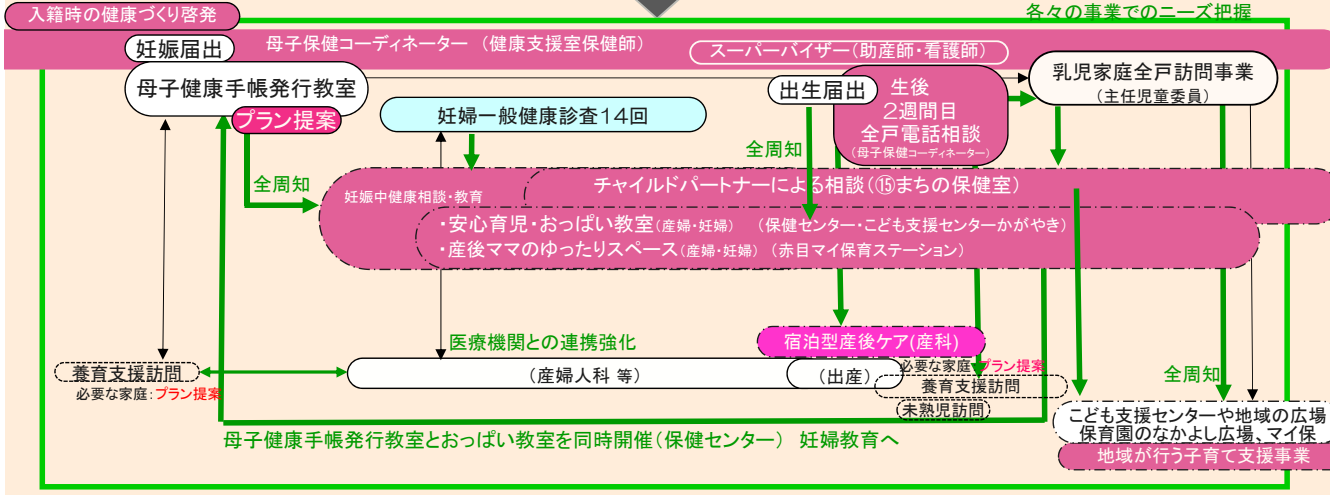 入籍時の健康づくり啓発
各々の事業でのニーズ把握
母子保健コーディネーター （健康支援室保健師）
スーパーバイザー（助産師・看護師）
妊娠届出
母子健康手帳発行教室
プラン提案
妊婦一般健康診査14回
出生届出
生後
2週間目
全戸電話相談
（母子保健コーディネーター）
乳児家庭全戸訪問事業
（主任児童委員）
全周知
全周知
妊娠中健康相談・教育
チャイルドパートナーによる相談（⑮まちの保健室）
・安心育児・おっぱい教室（産婦・妊婦） （保健センター・こども支援センターかがやき）
・産後ママのゆったりスペース（産婦・妊婦） （赤目マイ保育ステーション）
医療機関との連携強化
宿泊型産後ケア(産科)
養育支援訪問
必要な家庭：プラン提案
（産婦人科 等）
（出産）
必要な家庭：プラン提案
養育支援訪問
未熟児訪問
全周知
こども支援センターや地域の広場
保育園のなかよし広場、マイ保
地域が行う子育て支援事業
母子健康手帳発行教室とおっぱい教室を同時開催（保健センター） 妊婦教育へ